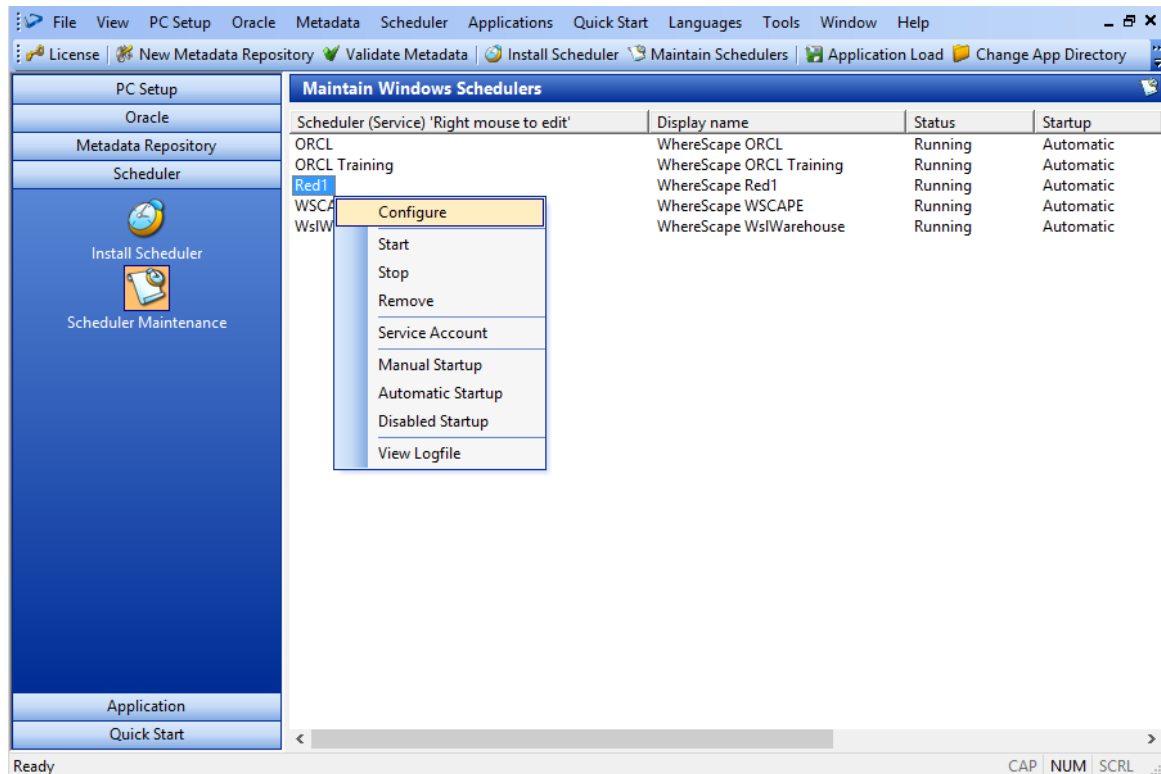 File View PC Setup Oracle Metadata Scheduler Applications Quick Start Languages Tools Window Help
License New Metadata Repository Validate Metadata Install Scheduler Maintain Schedulers Application Load Change App Directory
PC Setup
Oracle
Metadata Repository
Scheduler
Install Scheduler
Scheduler Maintenance
Application
Quick Start
Maintain Windows Schedulers
Scheduler (Service) 'Right mouse to edit' Display name Status Startup
ORCL WhereScape ORCL Running Automatic
ORCL Training WhereScape ORCL Training Running Automatic
Red1 WhereScape Red1 Running Automatic
WSCA WhereScape WSCAPE Running Automatic
WslW WhereScape WslWarehouse Running Automatic
Configure
Start
Stop
Remove
Service Account
Manual Startup
Automatic Startup
Disabled Startup
View Logfile
Ready CAP NUM SCRL